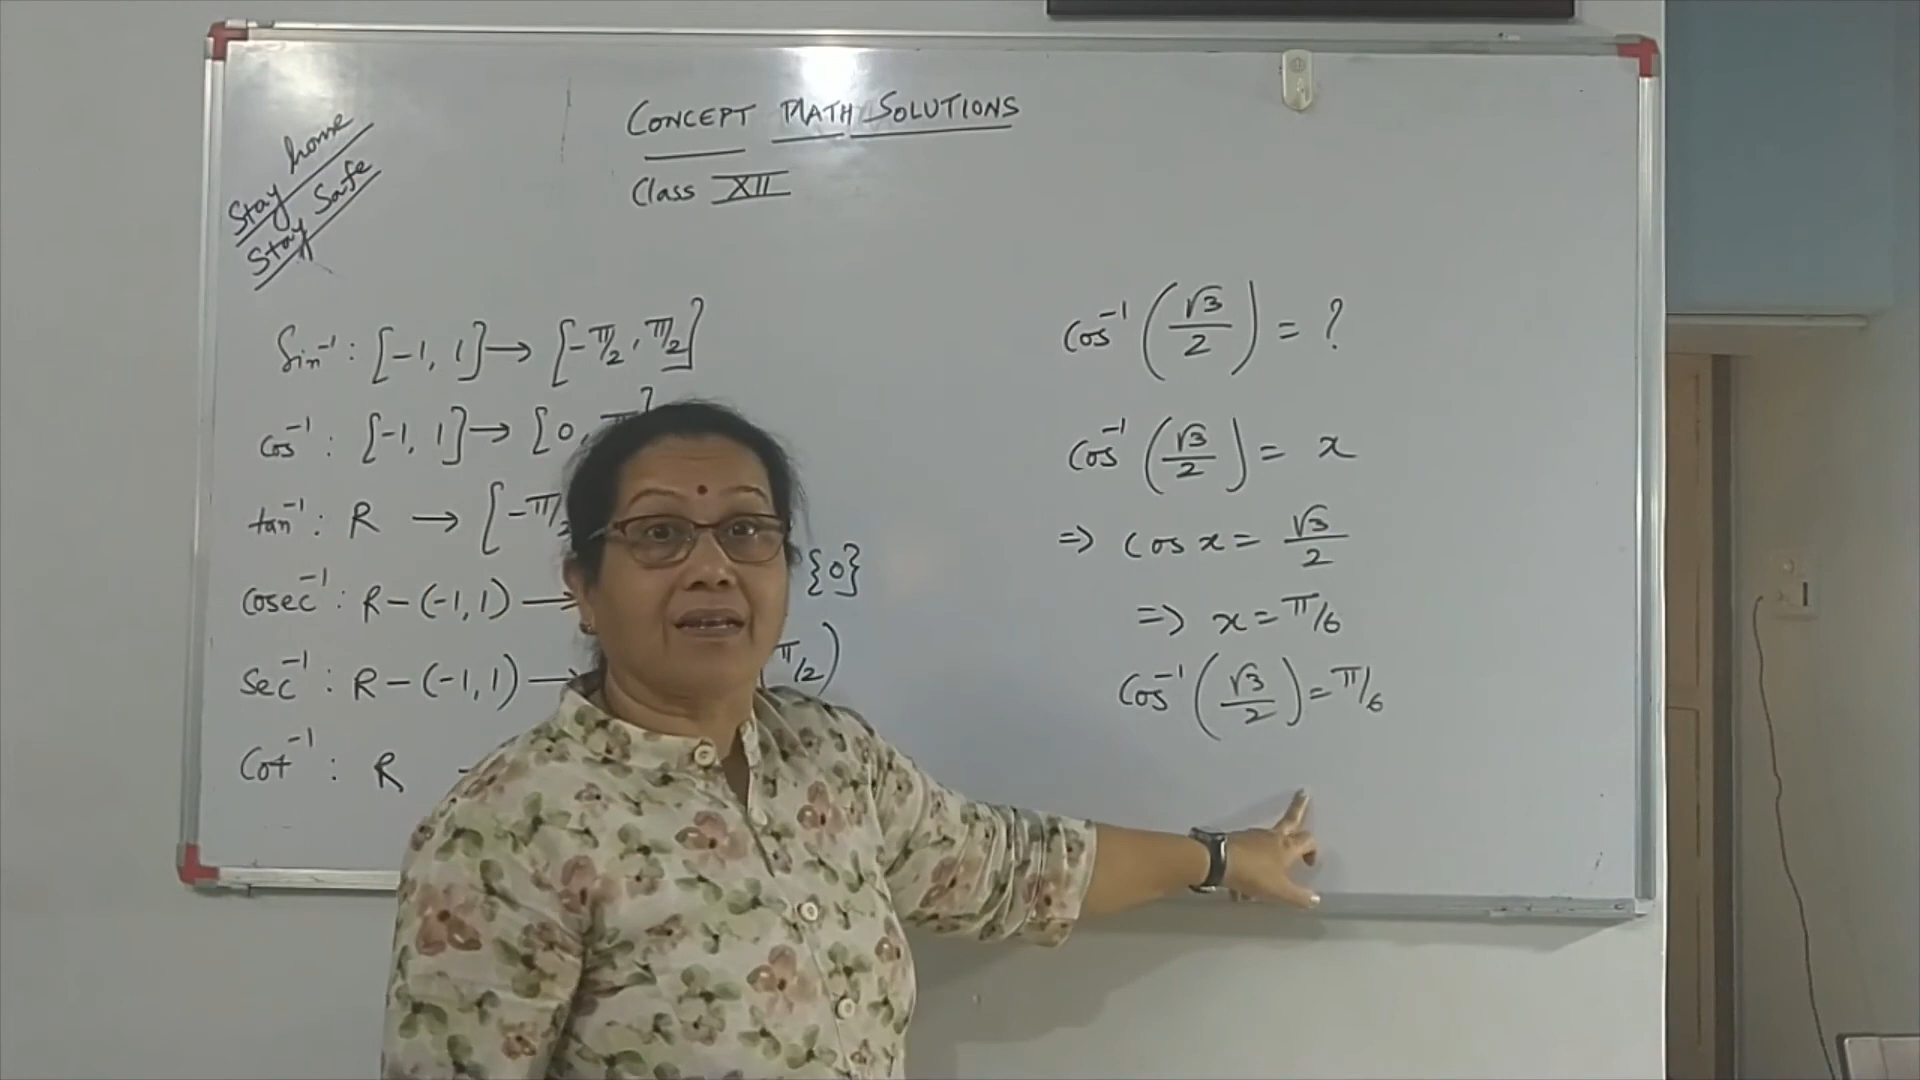 CONCEPT MATH SOLUTIONS
Class XII
Stay home
Stay Safe
Sin⁻¹ : [-1, 1] → [-π/2, π/2]
cos⁻¹ : [-1, 1] → [0, π]
tan⁻¹ : R → [-π/2
cosec⁻¹ : R - (-1, 1) → {0}
Sec⁻¹ : R - (-1, 1) → π/2)
Cot⁻¹ : R
cos⁻¹ (√3/2) = ?
cos⁻¹ (√3/2) = x
⇒ cos x = √3/2
⇒ x = π/6
Cos⁻¹ (√3/2) = π/6